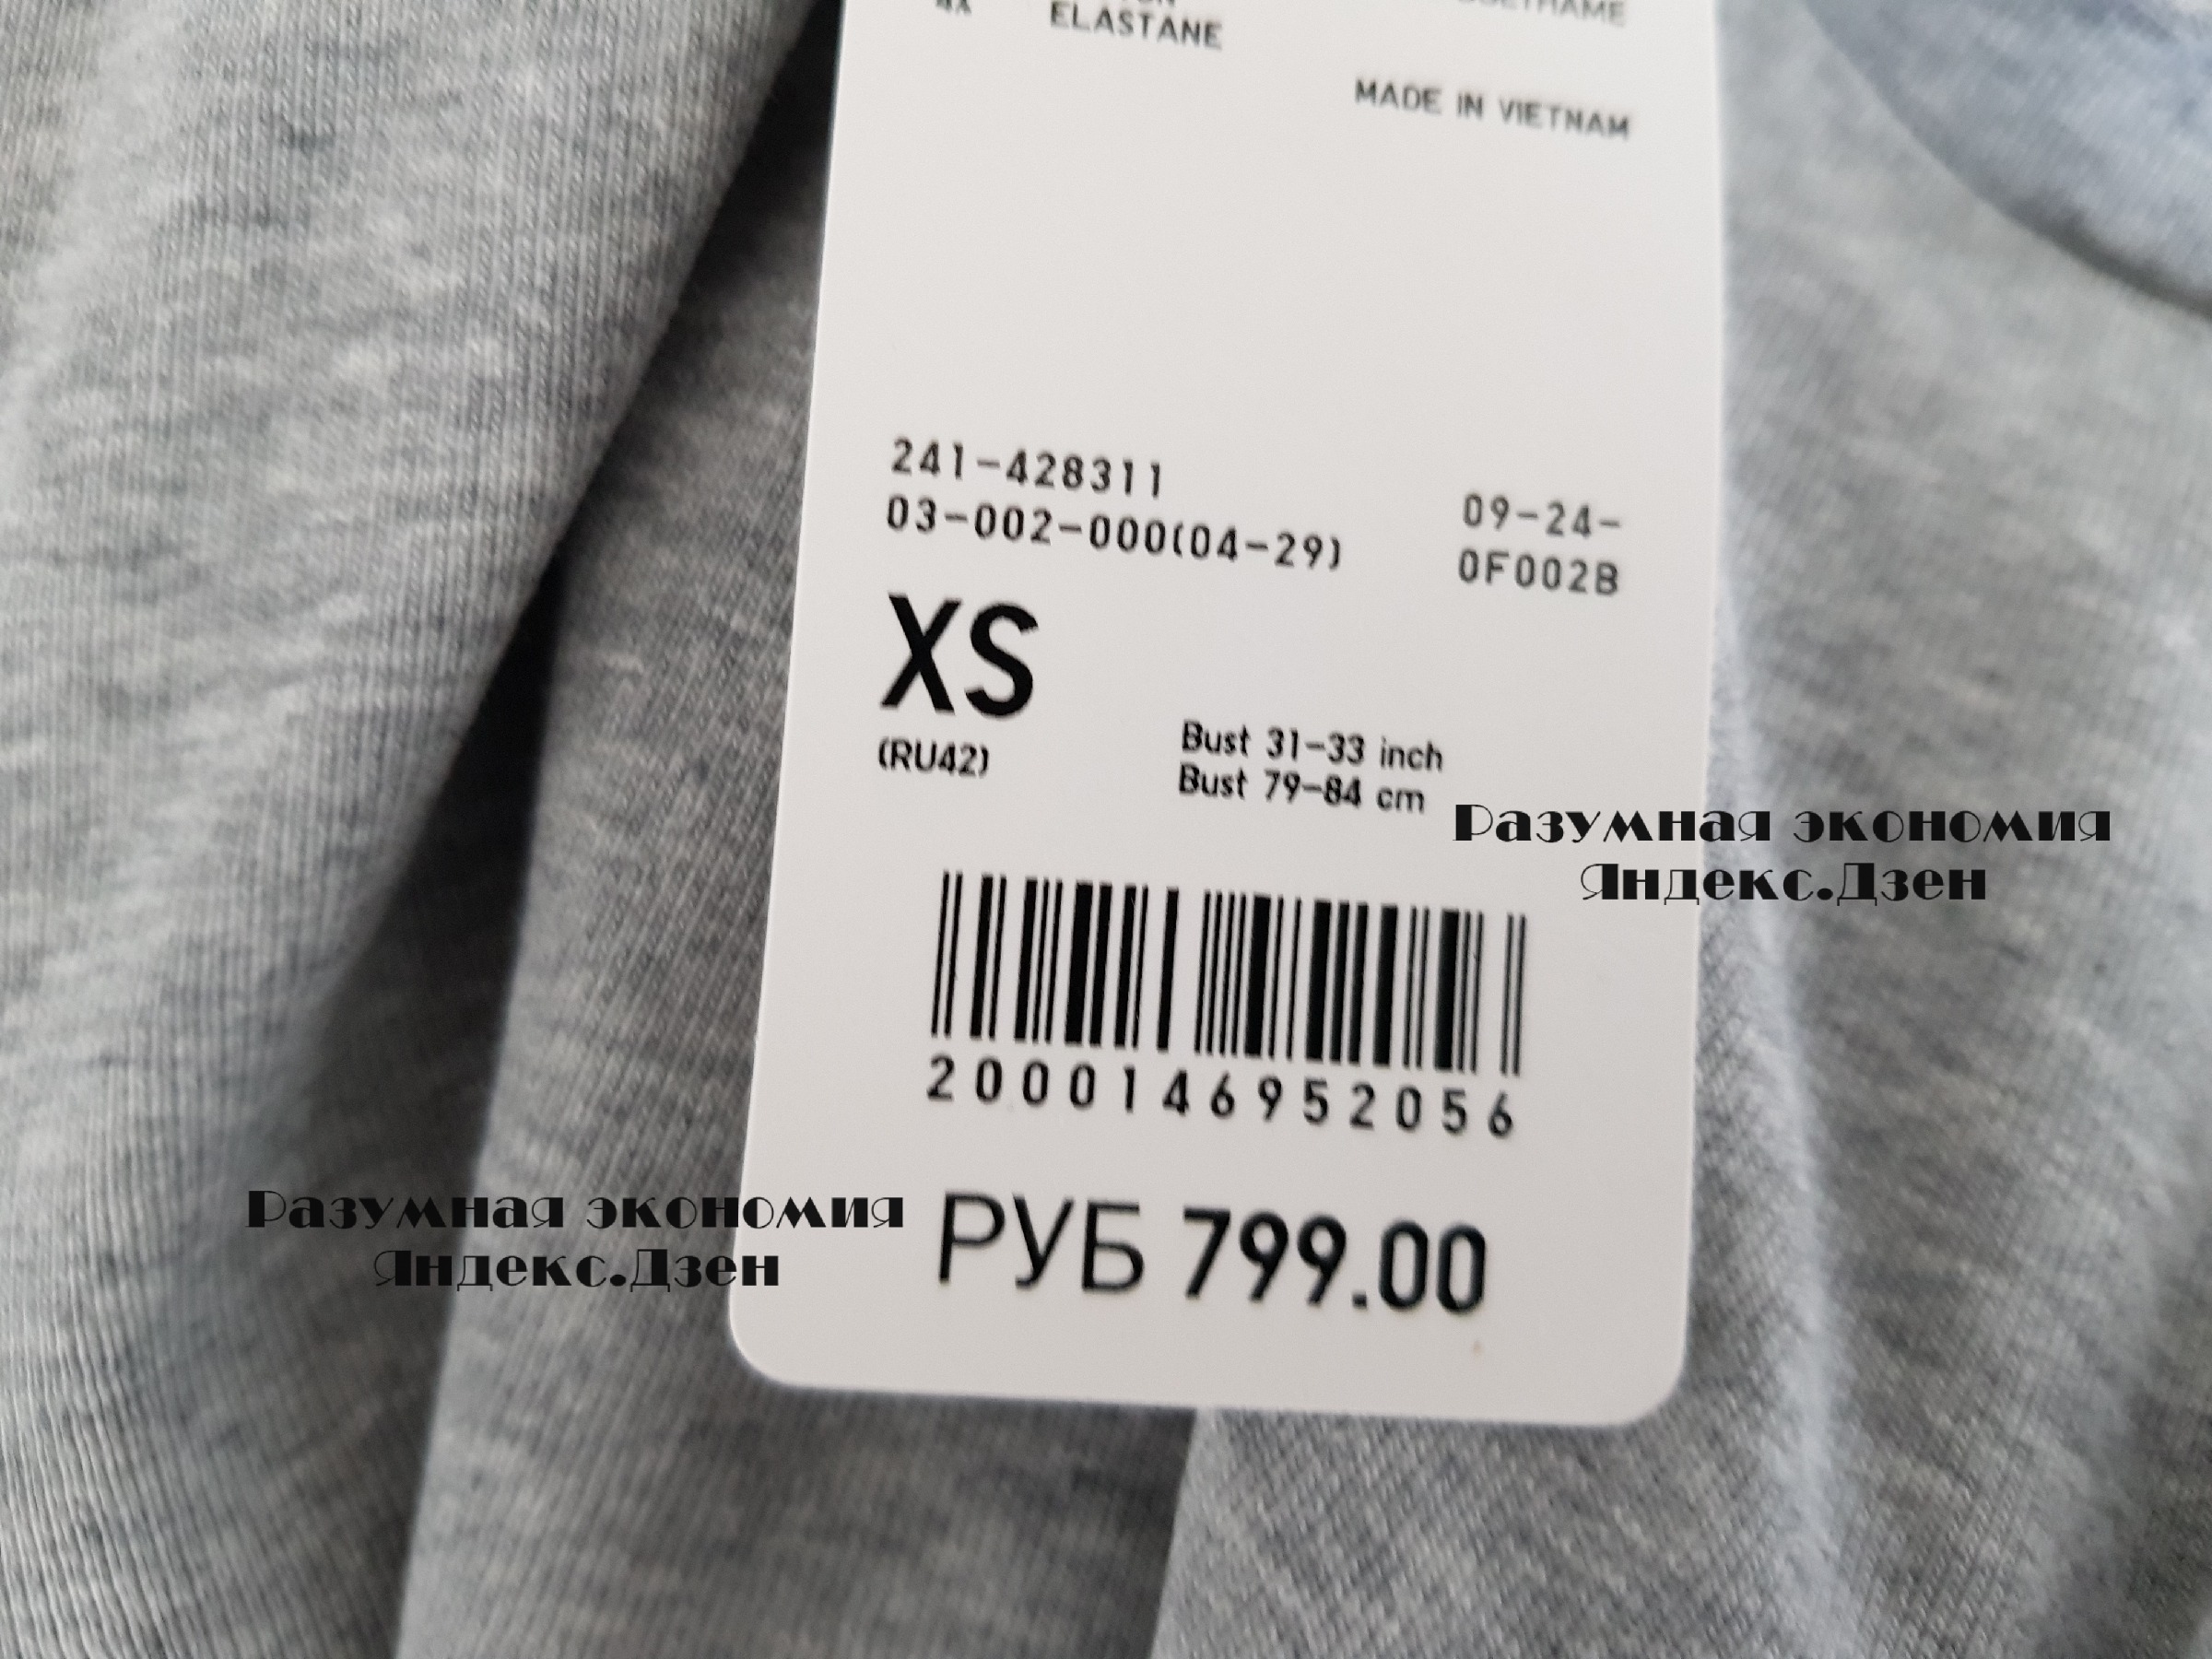 4%
ELASTANE
MADE IN VIETNAM
241-428311
03-002-000(04-29)
09-24-
0F002B
XS
(RU42)
Bust 31-33 inch
Bust 79-84 cm
Разумная экономия
Яндекс.Дзен
2000146952056
Разумная экономия
Яндекс.Дзен
РУБ 799.00